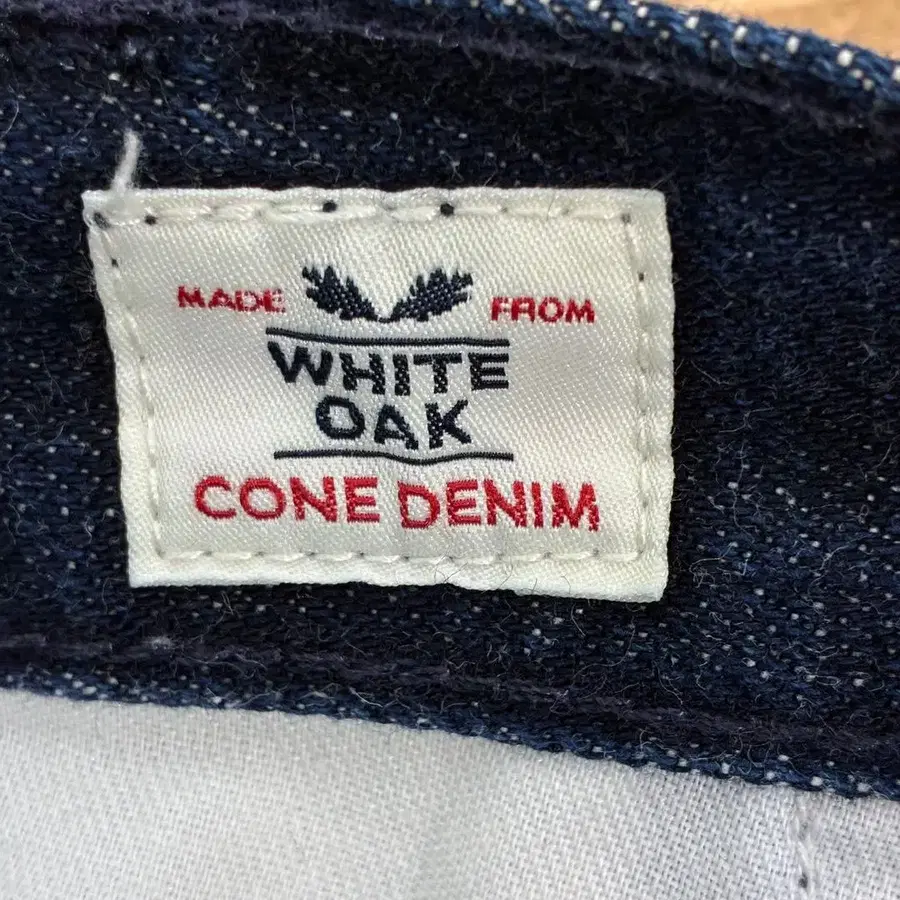 MADE FROM
WHITE
OAK
CONE DENIM